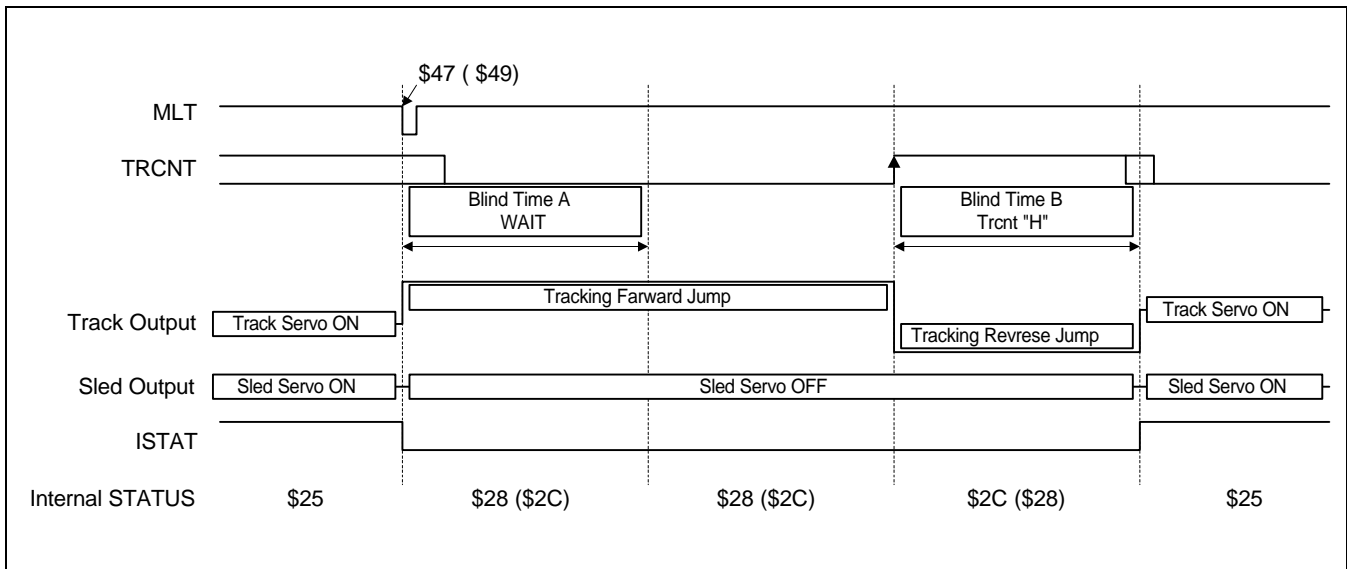 $47 ( $49)
MLT
TRCNT
Blind Time A
WAIT
Blind Time B
Trcnt "H"
Track Output
Track Servo ON
Tracking Farward Jump
Tracking Revrese Jump
Track Servo ON
Sled Output
Sled Servo ON
Sled Servo OFF
Sled Servo ON
ISTAT
Internal STATUS
$25
$28 ($2C)
$28 ($2C)
$2C ($28)
$25